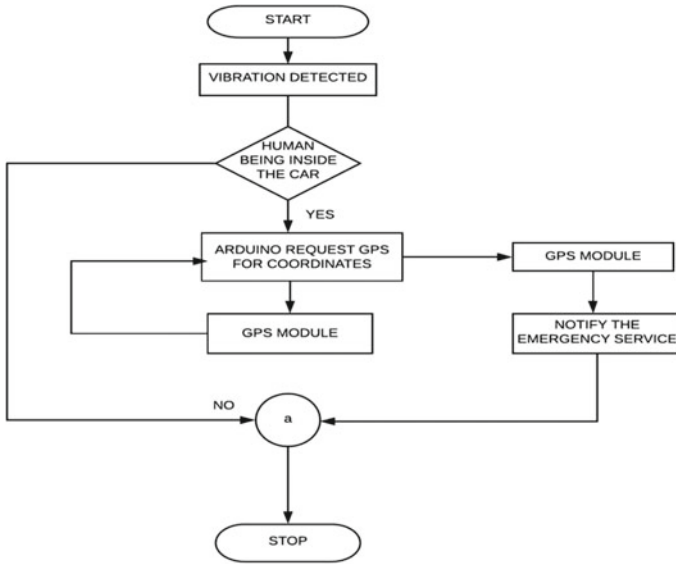 START
VIBRATION DETECTED
HUMAN
BEING INSIDE
THE CAR
YES
ARDUINO REQUEST GPS
FOR COORDINATES
GPS MODULE
GPS MODULE
NOTIFY THE
EMERGENCY SERVICE
NO
a
STOP